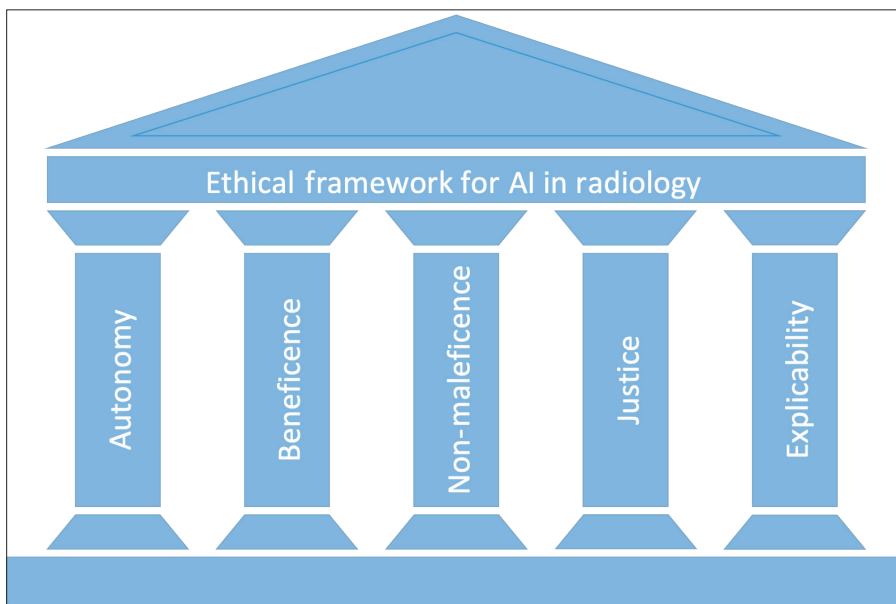 Ethical framework for AI in radiology
Autonomy
Beneficence
Non-maleficence
Justice
Explicability